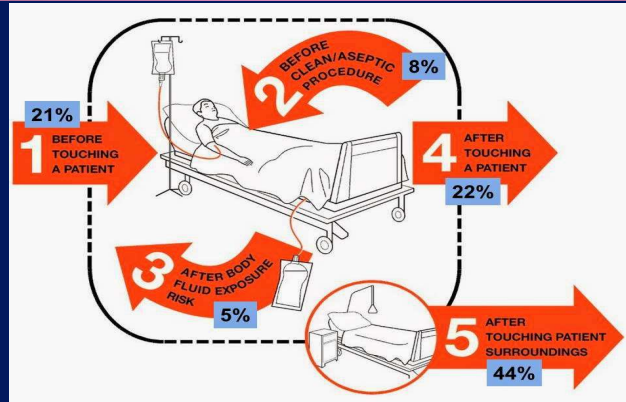 21%
1
BEFORE
TOUCHING
A PATIENT
2
BEFORE
CLEAN/ASEPTIC
PROCEDURE
8%
3
AFTER BODY
FLUID EXPOSURE
RISK
5%
4
AFTER
TOUCHING
A PATIENT
22%
5
AFTER
TOUCHING PATIENT
SURROUNDINGS
44%